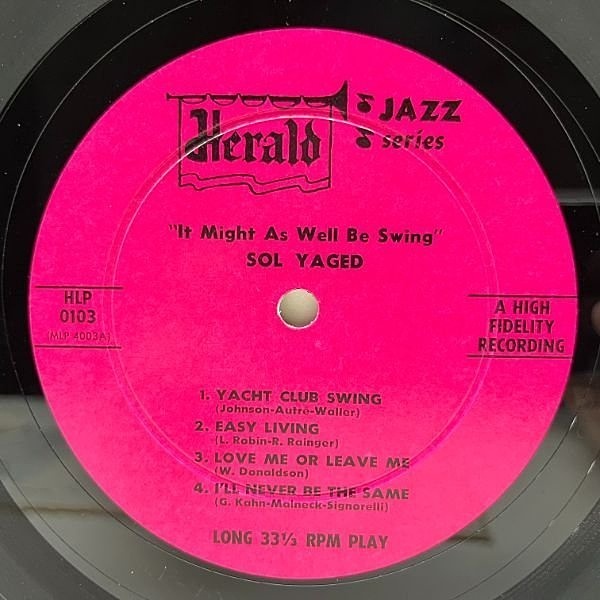 Herald
JAZZ
series
"It Might As Well Be Swing"
SOL YAGED
HLP
0103
(MLP 4003A)
A HIGH
FIDELITY
RECORDING
1. YACHT CLUB SWING
(Johnson-Autré-Waller)
2. EASY LIVING
(L. Robin-R. Rainger)
3. LOVE ME OR LEAVE ME
(W. Donaldson)
4. I'LL NEVER BE THE SAME
(G. Kahn-Malneck-Signorelli)
LONG 33⅓ RPM PLAY